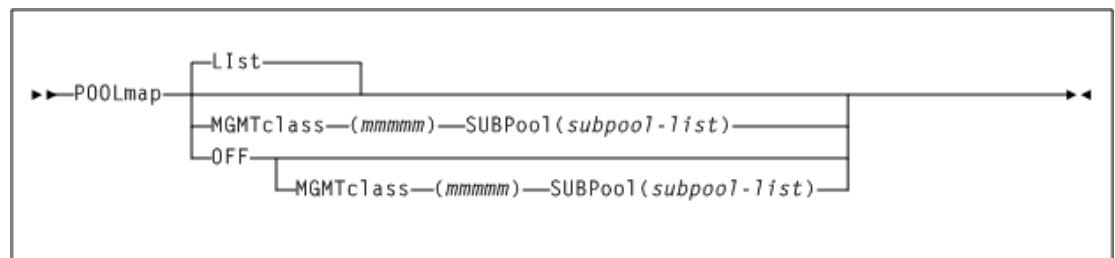 LIst
POOLmap
MGMTclass (mmmmm) SUBPool(subpool-list)
OFF
MGMTclass (mmmmm) SUBPool(subpool-list)